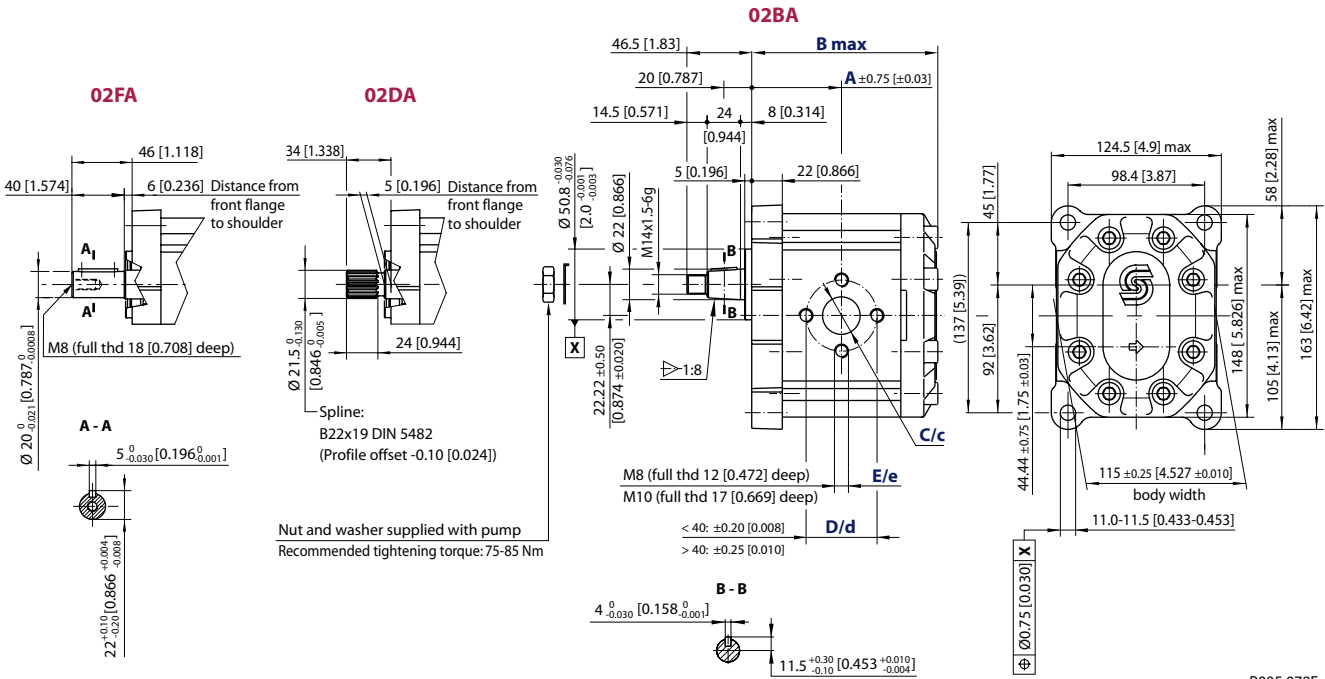 02BA
46.5 [1.83]
B max
20 [0.787]
A ±0.75 [±0.03]
14.5 [0.571]
24
[0.944]
8 [0.314]
5 [0.196]
22 [0.866]
Ø 50.8 -0.030 -0.076
[2.0 -0.001 -0.003]
Ø 22 [0.866]
M14x1.5-6g
B
B
X
1:8
22.22 ±0.50
[0.874 ±0.020]
C/c
M8 (full thd 12 [0.472] deep)
M10 (full thd 17 [0.669] deep)
E/e
< 40: ±0.20 [0.008]
> 40: ±0.25 [0.010]
D/d
B - B
4 0 -0.030 [0.158 0 -0.001]
11.5 +0.30 -0.10 [0.453 +0.010 -0.004]
02FA
46 [1.118]
40 [1.574]
6 [0.236] Distance from
front flange
to shoulder
A
A
M8 (full thd 18 [0.708] deep)
Ø 20 0 -0.021 [0.787 0 -0.00008]
A - A
5 0 -0.030 [0.196 0 -0.001]
22 +0.10 -0.20 [0.866 +0.004 -0.008]
02DA
34 [1.338]
5 [0.196] Distance from
front flange
to shoulder
Ø 21.5 0 -0.130
[0.846 0 -0.005]
24 [0.944]
Spline:
B22x19 DIN 5482
(Profile offset -0.10 [0.024])
Nut and washer supplied with pump
Recommended tightening torque: 75-85 Nm
124.5 [4.9] max
98.4 [3.87]
58 [2.28] max
45 [1.77]
(137 [5.39])
92 [3.62]
148 [ 5.826] max
163 [6.42] max
105 [4.13] max
44.44 ±0.75 [1.75 ±0.03]
115 ±0.25 [4.527 ±0.010]
body width
11.0-11.5 [0.433-0.453]
Ø0.75 [0.030] X